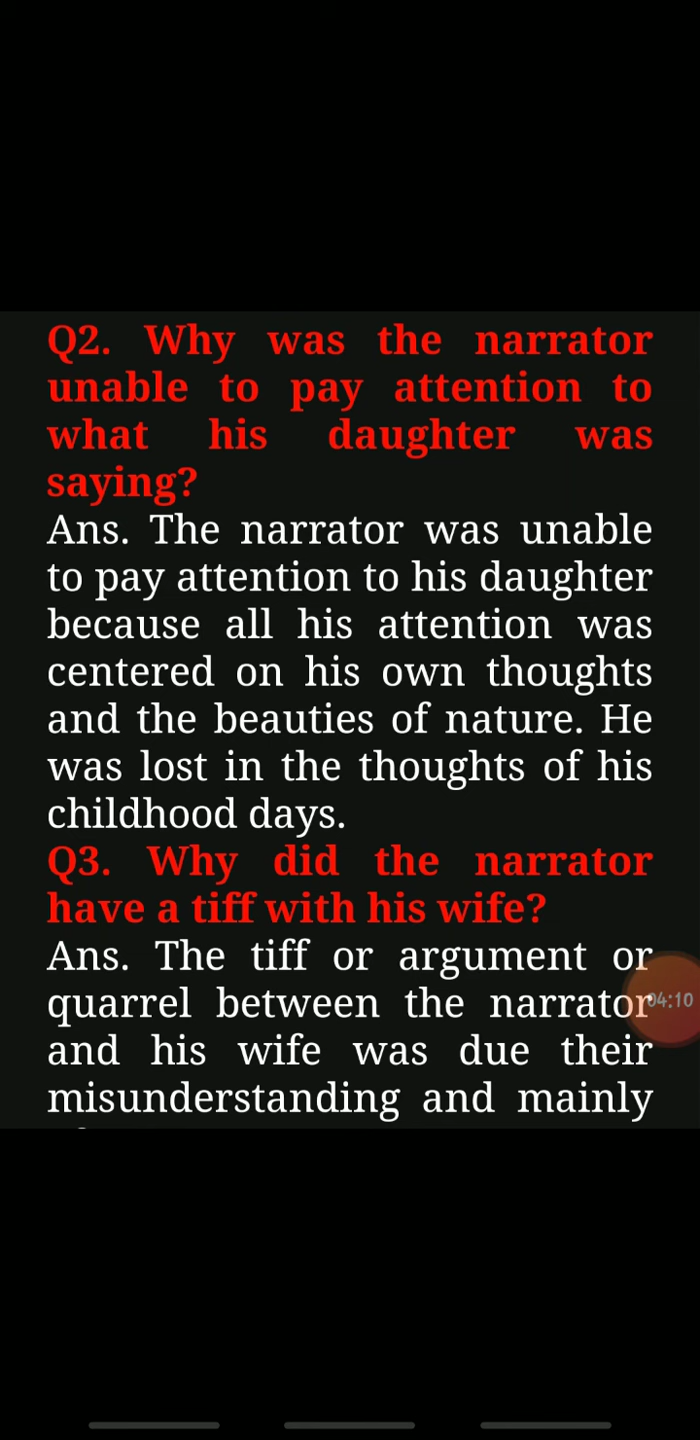 Q2. Why was the narrator
unable to pay attention to
what his daughter was
saying?
Ans. The narrator was unable
to pay attention to his daughter
because all his attention was
centered on his own thoughts
and the beauties of nature. He
was lost in the thoughts of his
childhood days.
Q3. Why did the narrator
have a tiff with his wife?
Ans. The tiff or argument or
quarrel between the narrator
04:10
and his wife was due their
misunderstanding and mainly